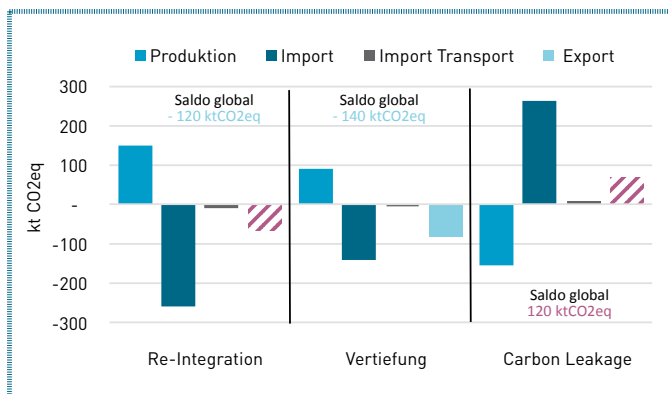 Produktion Import Import Transport Export
300
200
100
-
-100
-200
-300
kt CO2eq
Saldo global
- 120 ktCO2eq
Saldo global
- 140 ktCO2eq
Saldo global
120 ktCO2eq
Re-Integration Vertiefung Carbon Leakage